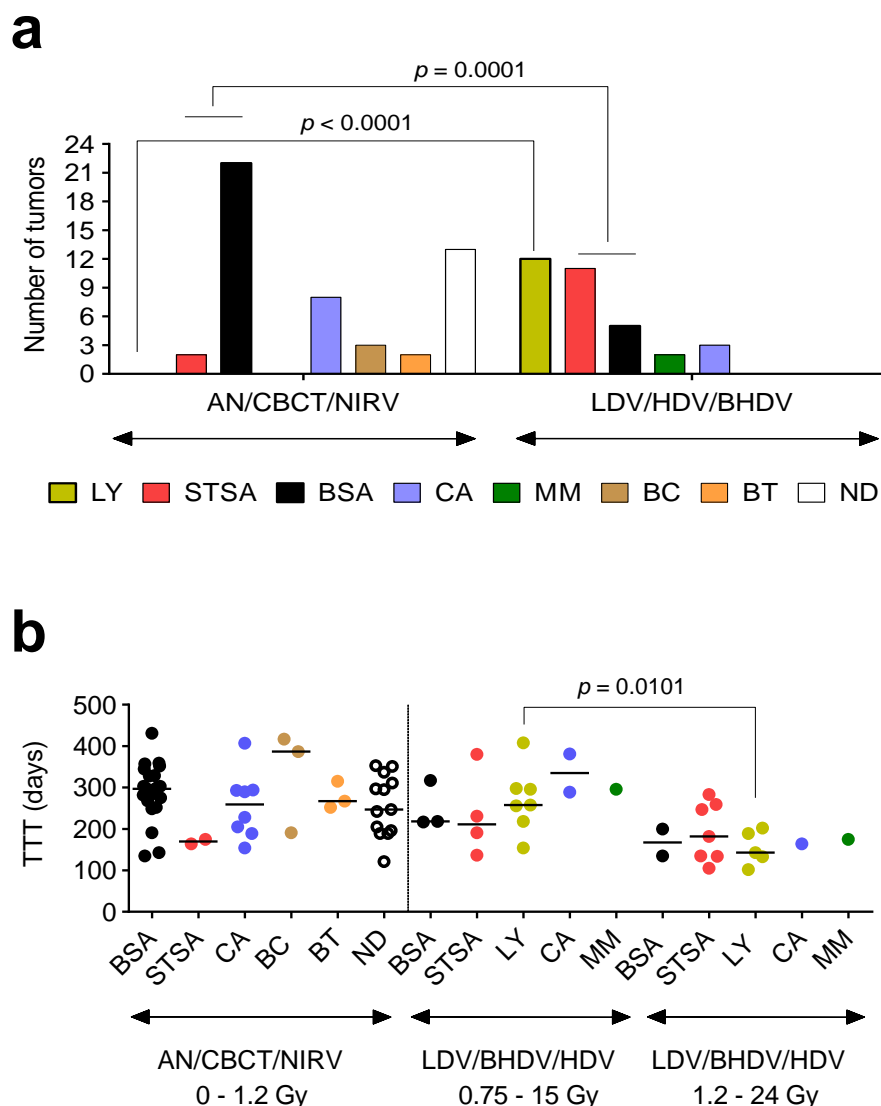 a
p = 0.0001
p < 0.0001
Number of tumors
24
21
18
15
12
9
6
3
0
AN/CBCT/NIRV LDV/HDV/BHDV
LY STSA BSA CA MM BC BT ND
b
p = 0.0101
TTT (days)
500
400
300
200
100
0
BSA STSA CA BC BT ND BSA STSA LY CA MM BSA STSA LY CA MM
AN/CBCT/NIRV LDV/BHDV/HDV LDV/BHDV/HDV
0 - 1.2 Gy 0.75 - 15 Gy 1.2 - 24 Gy